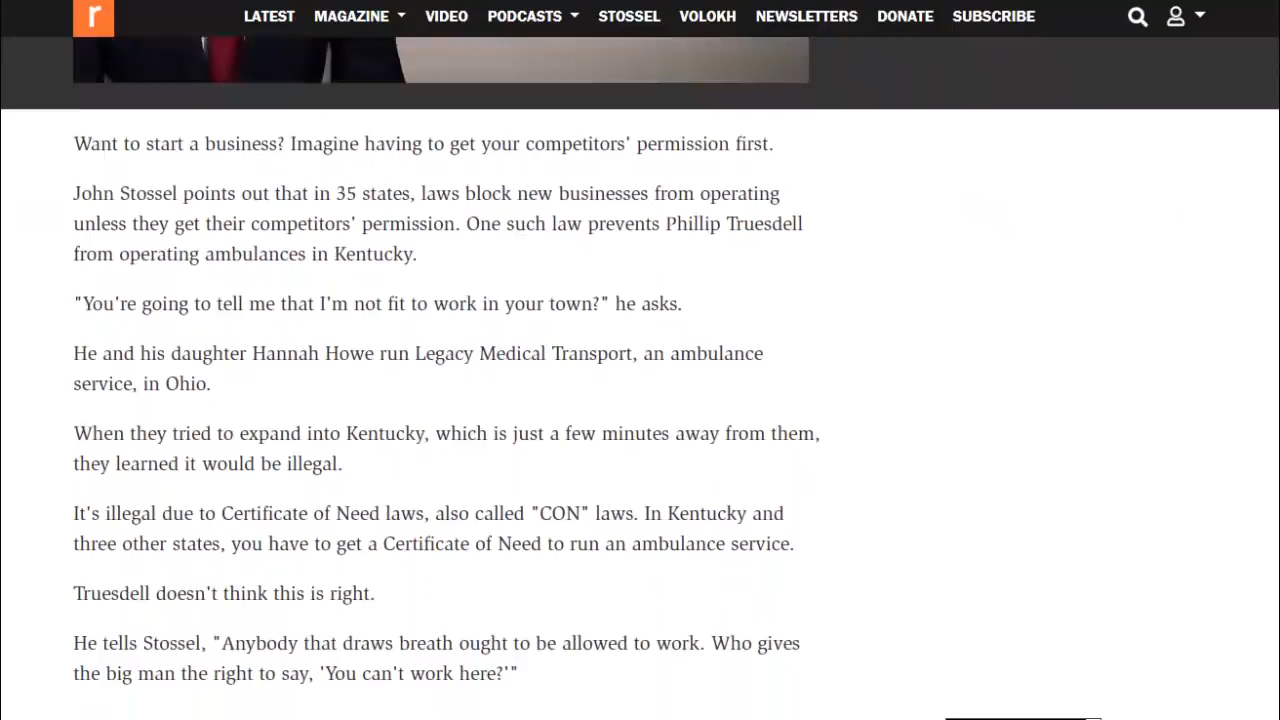 r LATEST MAGAZINE VIDEO PODCASTS STOSSEL VOLOKH NEWSLETTERS DONATE SUBSCRIBE
Want to start a business? Imagine having to get your competitors' permission first.
John Stossel points out that in 35 states, laws block new businesses from operating
unless they get their competitors' permission. One such law prevents Phillip Truesdell
from operating ambulances in Kentucky.
"You're going to tell me that I'm not fit to work in your town?" he asks.
He and his daughter Hannah Howe run Legacy Medical Transport, an ambulance
service, in Ohio.
When they tried to expand into Kentucky, which is just a few minutes away from them,
they learned it would be illegal.
It's illegal due to Certificate of Need laws, also called "CON" laws. In Kentucky and
three other states, you have to get a Certificate of Need to run an ambulance service.
Truesdell doesn't think this is right.
He tells Stossel, "Anybody that draws breath ought to be allowed to work. Who gives
the big man the right to say, 'You can't work here?'"